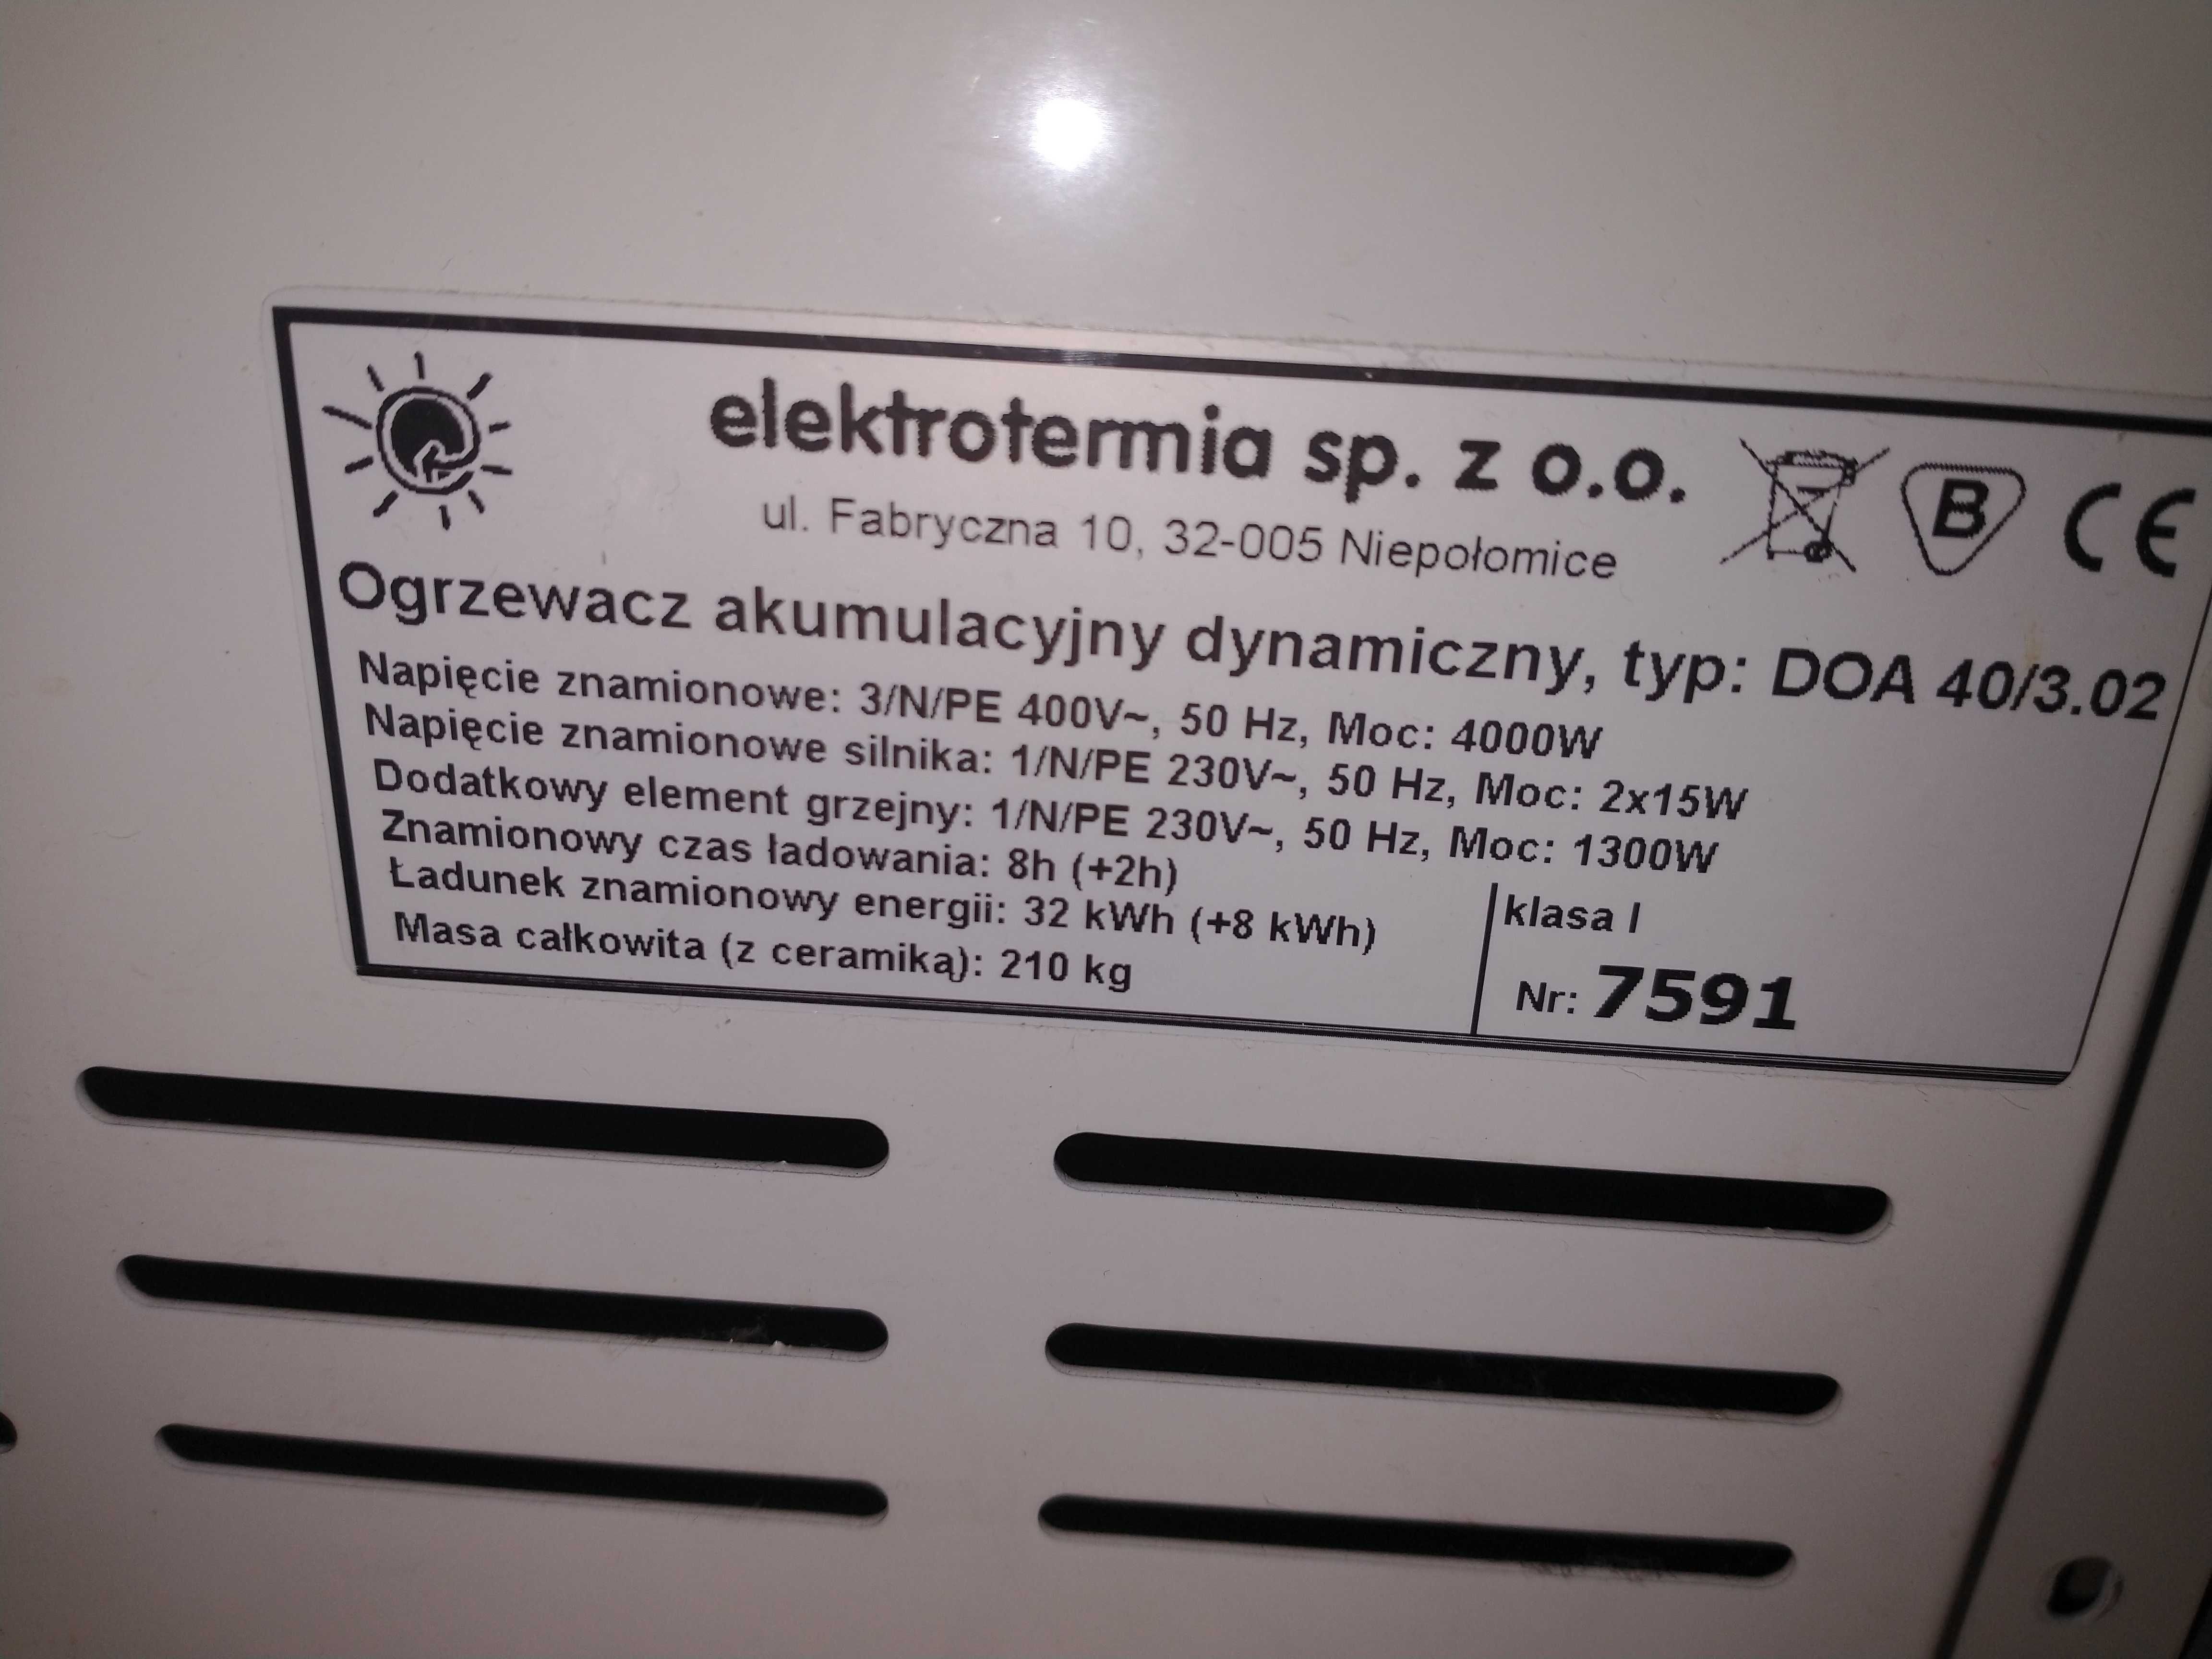 elektrotermia sp. z o.o.
ul. Fabryczna 10, 32-005 Niepołomice
B CE
Ogrzewacz akumulacyjny dynamiczny, typ: DOA 40/3.02
Napięcie znamionowe: 3/N/PE 400V~, 50 Hz, Moc: 4000W
Napięcie znamionowe silnika: 1/N/PE 230V~, 50 Hz, Moc: 2x15W
Dodatkowy element grzejny: 1/N/PE 230V~, 50 Hz, Moc: 1300W
Znamionowy czas ładowania: 8h (+2h)
Ładunek znamionowy energii: 32 kWh (+8 kWh)
Masa całkowita (z ceramiką): 210 kg
klasa I
Nr: 7591